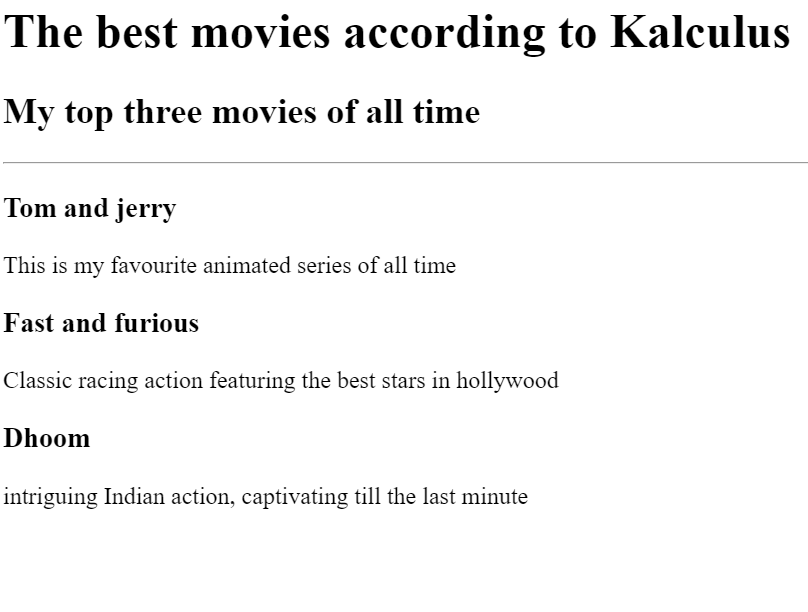 The best movies according to Kalculus
My top three movies of all time
Tom and jerry
This is my favourite animated series of all time
Fast and furious
Classic racing action featuring the best stars in hollywood
Dhoom
intriguing Indian action, captivating till the last minute